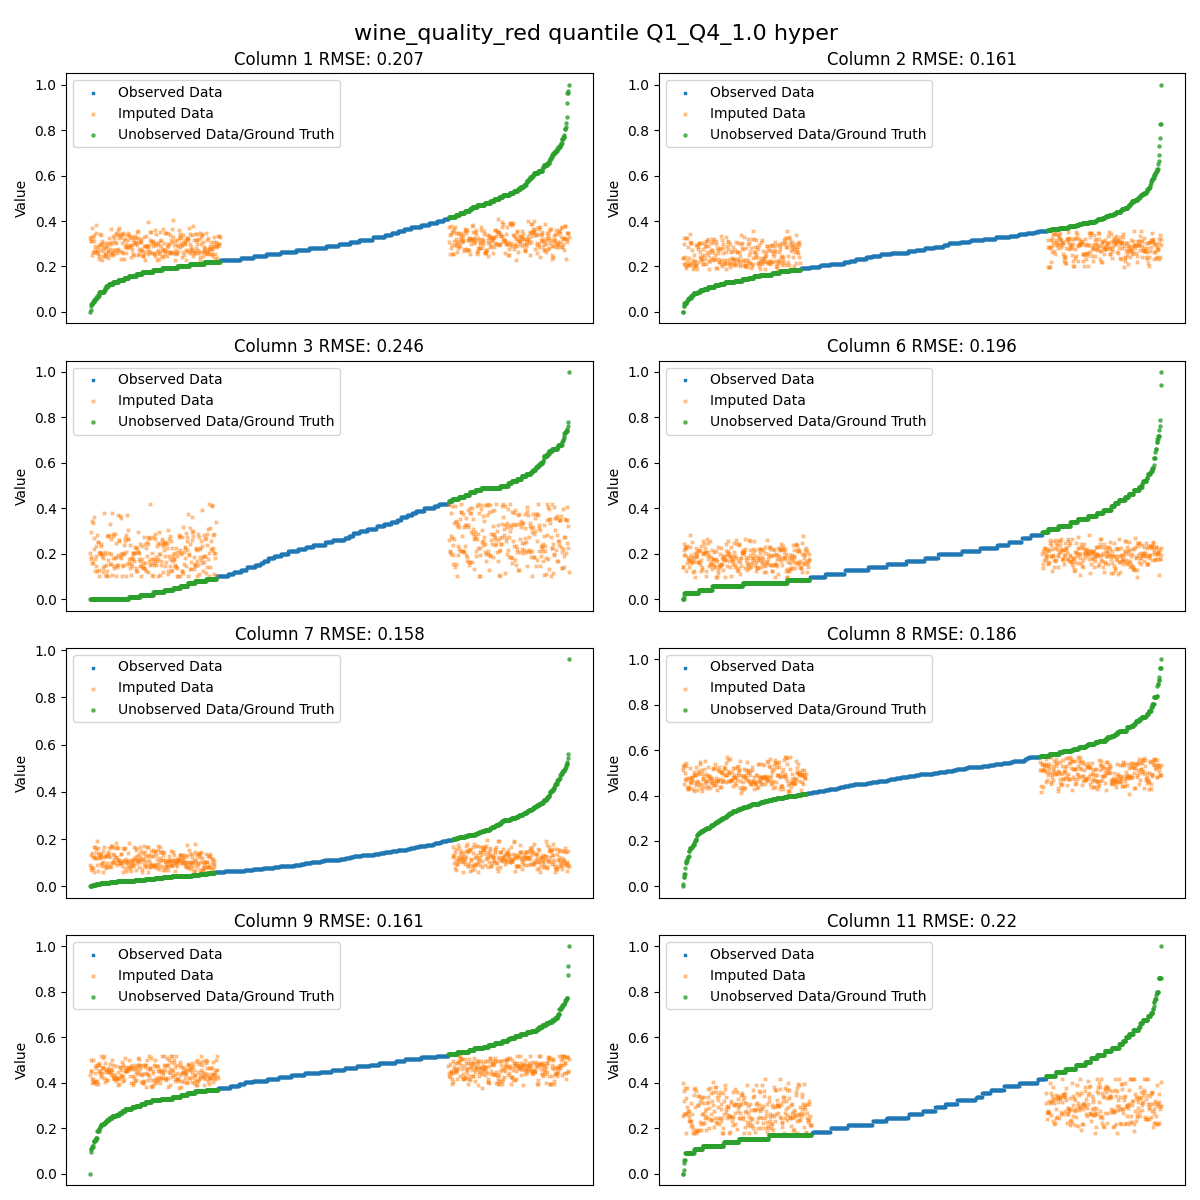 wine_quality_red quantile Q1_Q4_1.0 hyper
Column 1 RMSE: 0.207
Observed Data
Imputed Data
Unobserved Data/Ground Truth
Value
1.0
0.8
0.6
0.4
0.2
0.0
Column 2 RMSE: 0.161
Observed Data
Imputed Data
Unobserved Data/Ground Truth
Value
1.0
0.8
0.6
0.4
0.2
0.0
Column 3 RMSE: 0.246
Observed Data
Imputed Data
Unobserved Data/Ground Truth
Value
1.0
0.8
0.6
0.4
0.2
0.0
Column 6 RMSE: 0.196
Observed Data
Imputed Data
Unobserved Data/Ground Truth
Value
1.0
0.8
0.6
0.4
0.2
0.0
Column 7 RMSE: 0.158
Observed Data
Imputed Data
Unobserved Data/Ground Truth
Value
1.0
0.8
0.6
0.4
0.2
0.0
Column 8 RMSE: 0.186
Observed Data
Imputed Data
Unobserved Data/Ground Truth
Value
1.0
0.8
0.6
0.4
0.2
0.0
Column 9 RMSE: 0.161
Observed Data
Imputed Data
Unobserved Data/Ground Truth
Value
1.0
0.8
0.6
0.4
0.2
0.0
Column 11 RMSE: 0.22
Observed Data
Imputed Data
Unobserved Data/Ground Truth
Value
1.0
0.8
0.6
0.4
0.2
0.0